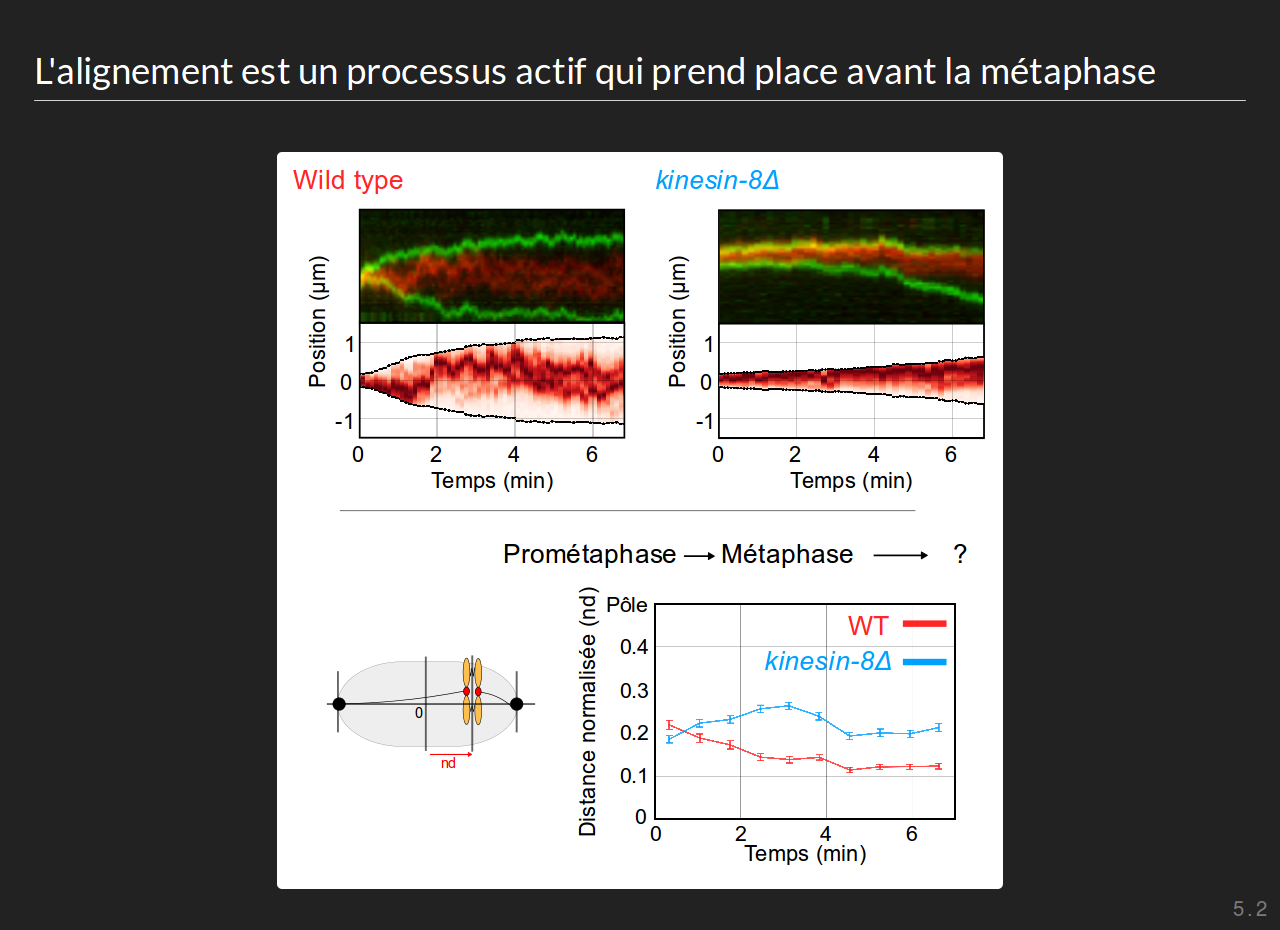 L'alignement est un processus actif qui prend place avant la métaphase
Wild type
kinesin-8Δ
Position (µm)
1
0
-1
0 2 4 6
Temps (min)
Position (µm)
1
0
-1
0 2 4 6
Temps (min)
Prométaphase → Métaphase → ?
0
nd
Distance normalisée (nd)
Pôle
0.4
0.3
0.2
0.1
0
WT
kinesin-8Δ
0 2 4 6
Temps (min)
5.2